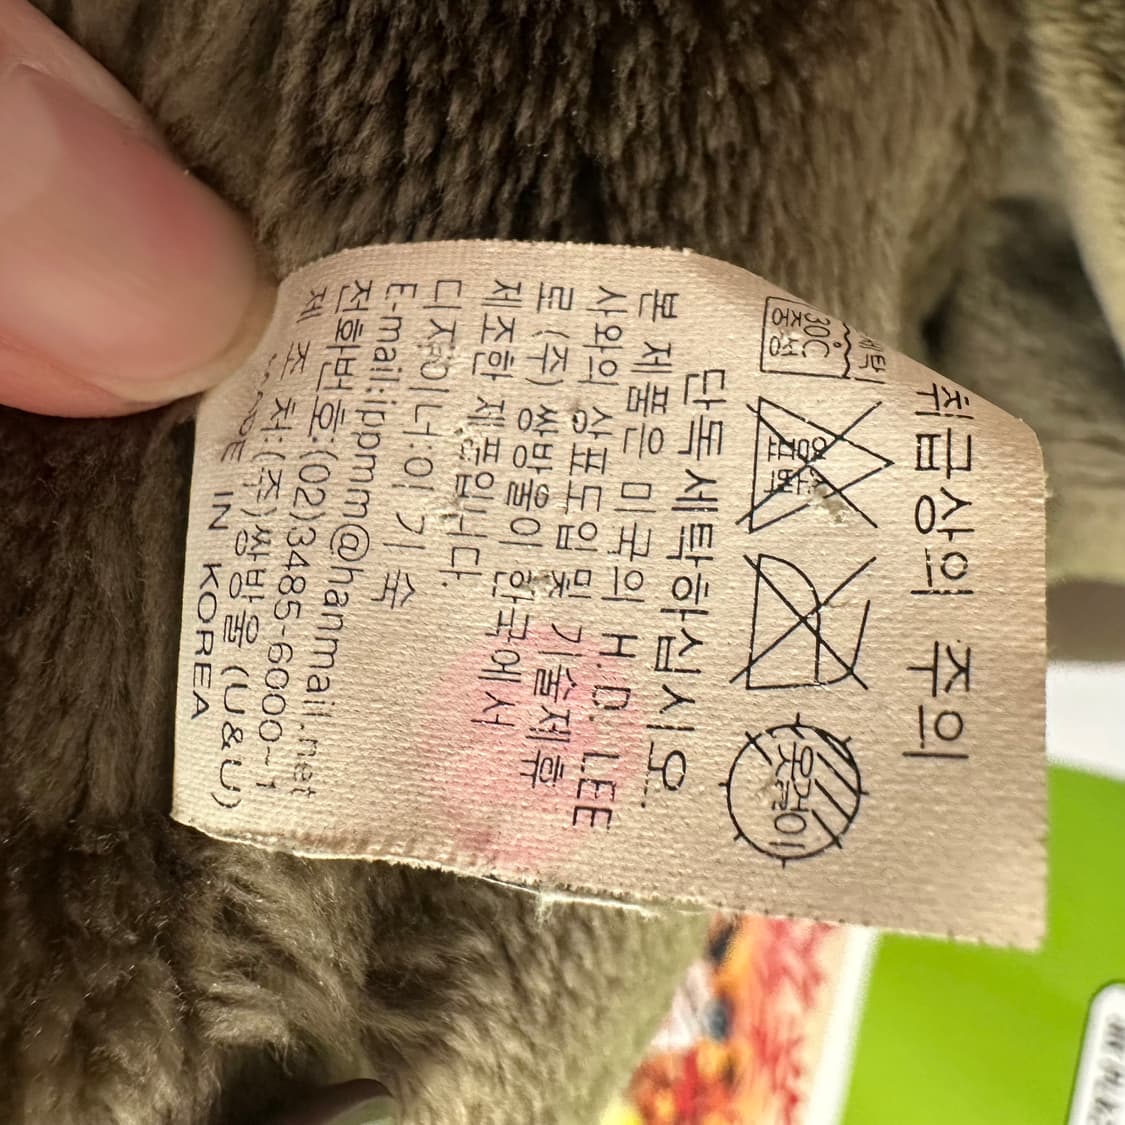 취급상의 주의
30℃
중성
옷걸이
단독세탁하십시오.
본 제품은 미국의 H.D. LEE
사와의 상표도입 및 기술제휴
로 (주) 쌍방울이 한국에서
제조한 제품입니다.
디자이너:이 기 숙
E-mail:ippmm@hanmail.net
전화번호:(02)3485-6000~1
제 조 처:(주)쌍방울 (U&U)
MADE IN KOREA